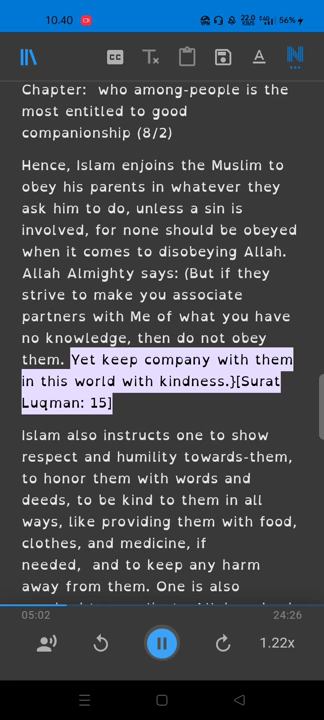 10.40
22.0
KB/S
56%
CC
Chapter:  who among-people is the
most entitled to good
companionship (8/2)
Hence, Islam enjoins the Muslim to
obey his parents in whatever they
ask him to do, unless a sin is
involved, for none should be obeyed
when it comes to disobeying Allah.
Allah Almighty says: (But if they
strive to make you associate
partners with Me of what you have
no knowledge, then do not obey
them. Yet keep company with them
in this world with kindness.}[Surat
Luqman: 15]
Islam also instructs one to show
respect and humility towards-them,
to honor them with words and
deeds, to be kind to them in all
ways, like providing them with food,
clothes, and medicine, if
needed,  and to keep any harm
away from them. One is also
05:02
24:26
1.22x